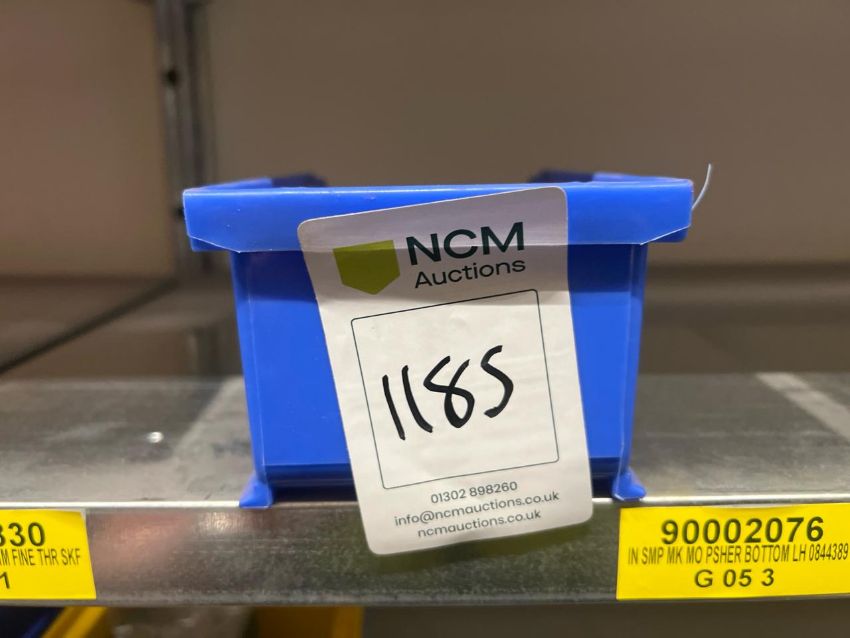 NCM
Auctions
1185
01302 898260
info@ncmauctions.co.uk
ncmauctions.co.uk
330
M FINE THR SKF
1
90002076
IN SMP MK MO PSHER BOTTOM LH 0844389
G 05 3